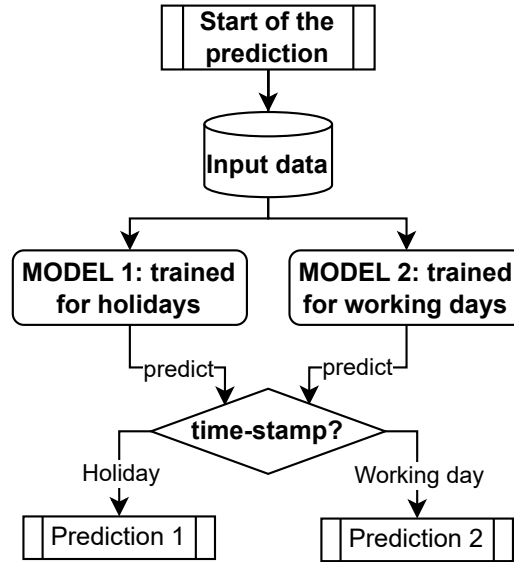 Start of the
prediction
Input data
MODEL 1: trained
for holidays
MODEL 2: trained
for working days
predict
predict
time-stamp?
Holiday
Working day
Prediction 1
Prediction 2